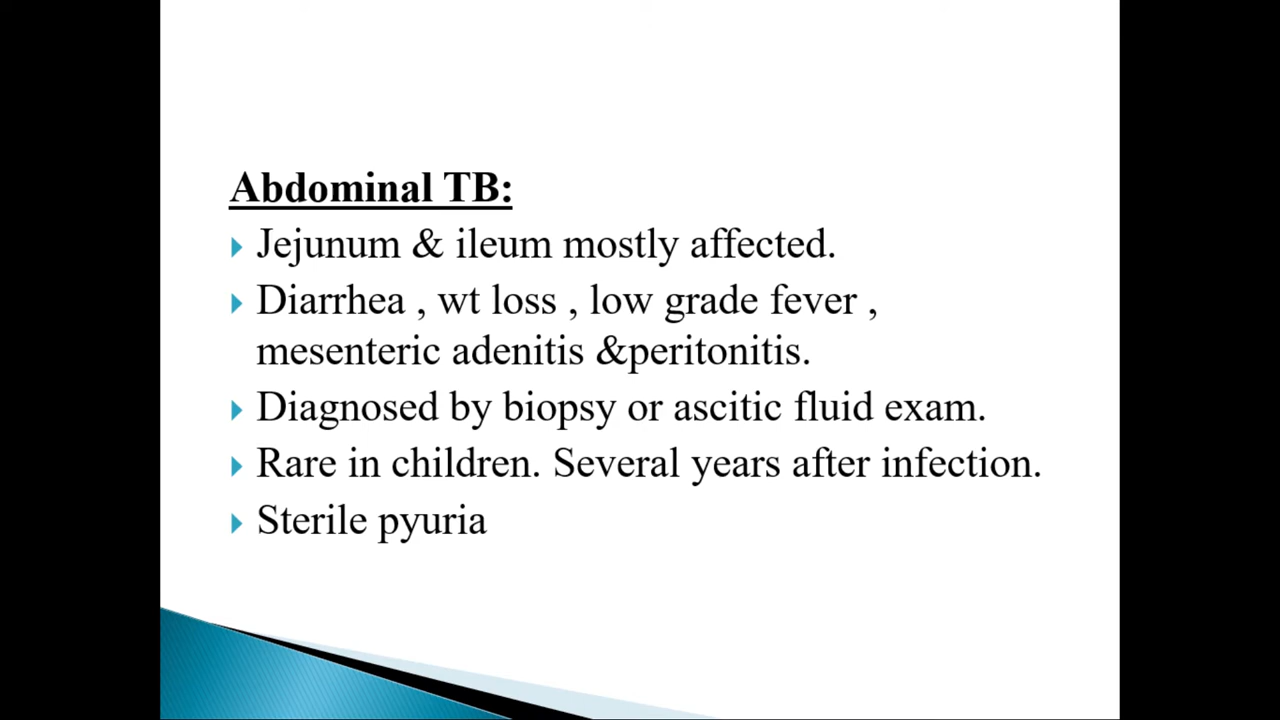 Abdominal TB:
Jejunum & ileum mostly affected.
Diarrhea , wt loss , low grade fever ,
mesenteric adenitis &peritonitis.
Diagnosed by biopsy or ascitic fluid exam.
Rare in children. Several years after infection.
Sterile pyuria